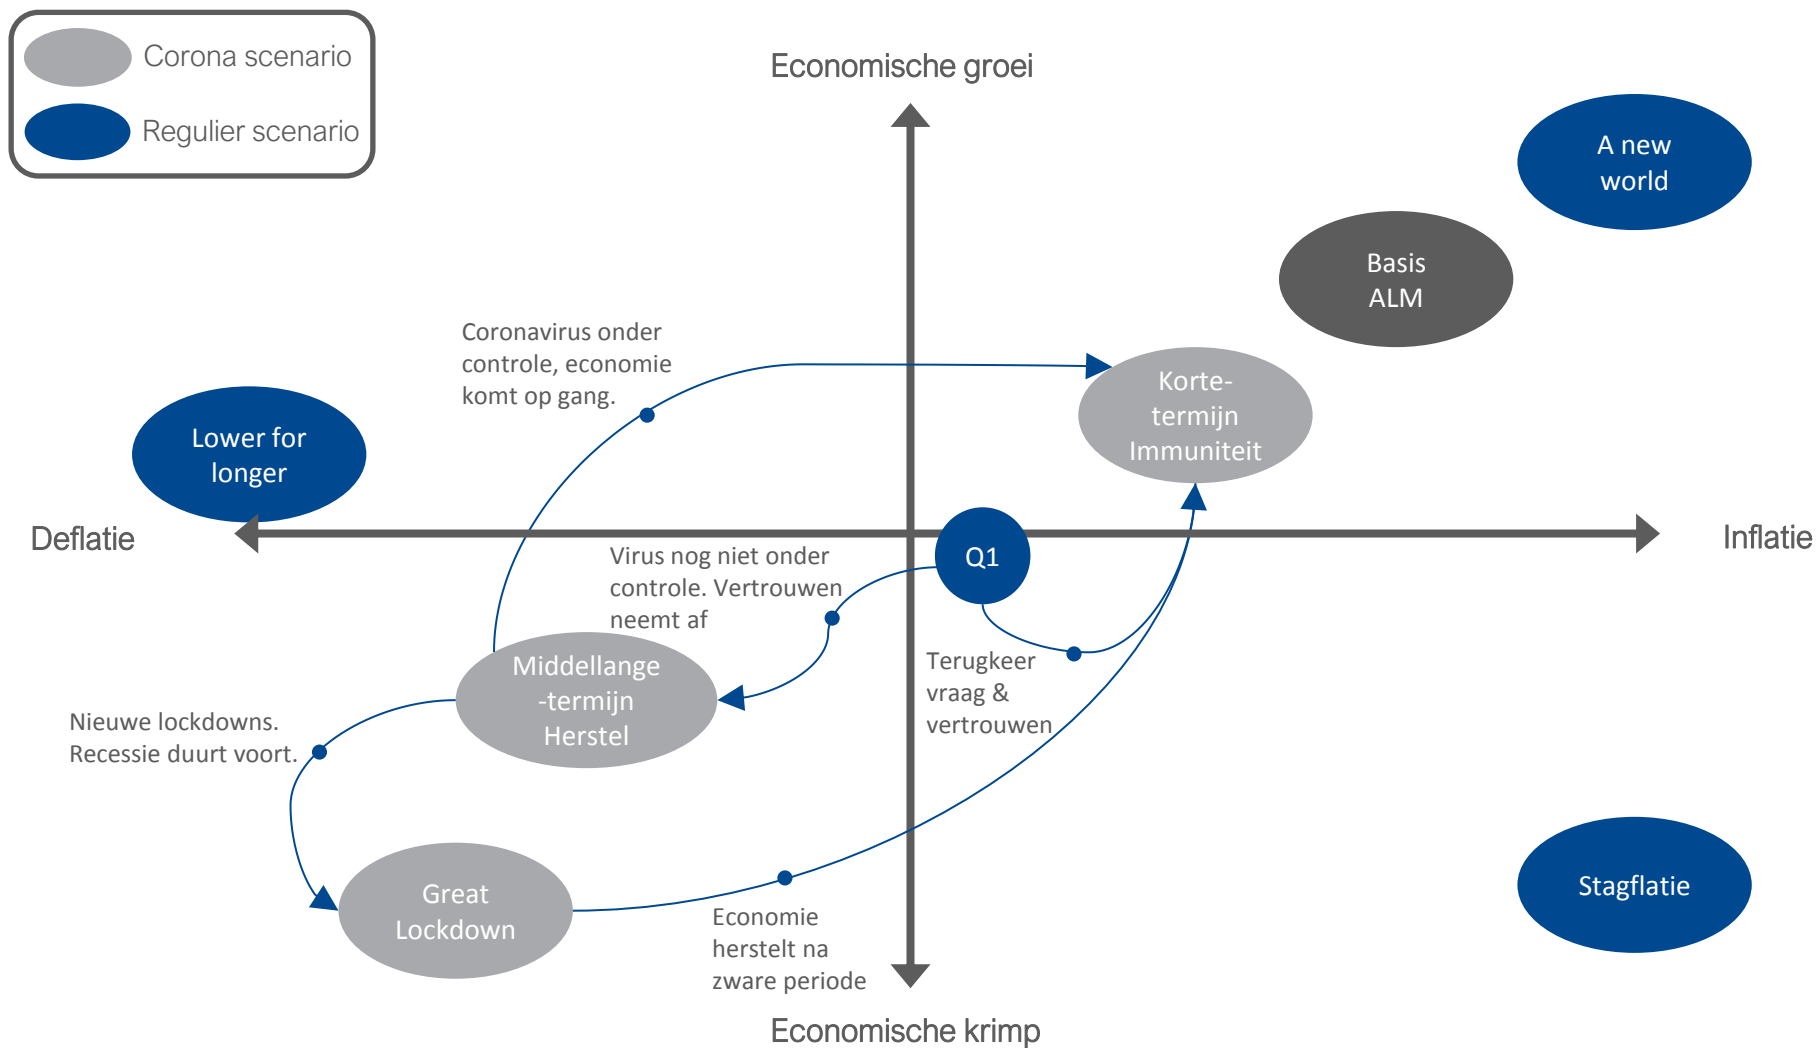 Corona scenario
Regulier scenario
Economische groei
A new
world
Basis
ALM
Coronavirus onder
controle, economie
komt op gang.
Korte-
termijn
Immuniteit
Lower for
longer
Deflatie
Inflatie
Q1
Virus nog niet onder
controle. Vertrouwen
neemt af
Middellange
-termijn
Herstel
Terugkeer
vraag &
vertrouwen
Nieuwe lockdowns.
Recessie duurt voort.
Great
Lockdown
Stagflatie
Economie
herstelt na
zware periode
Economische krimp